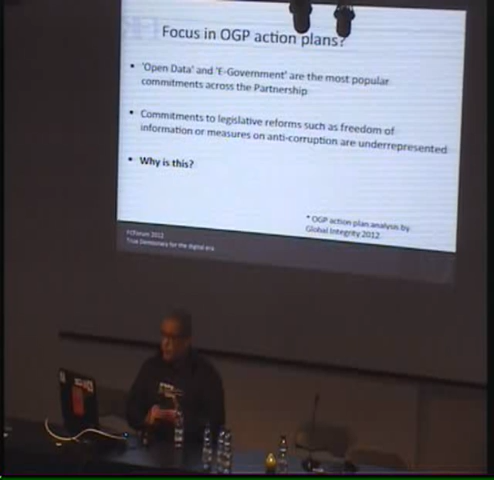 Focus in OGP action plans?
• 'Open Data' and 'E-Government' are the most popular
commitments across the Partnership
• Commitments to legislative reforms such as freedom of
information or measures on anti-corruption are underrepresented
• Why is this?
* OGP action plan analysis by
Global Integrity 2012
FCForum 2012
True Democracy for the digital era